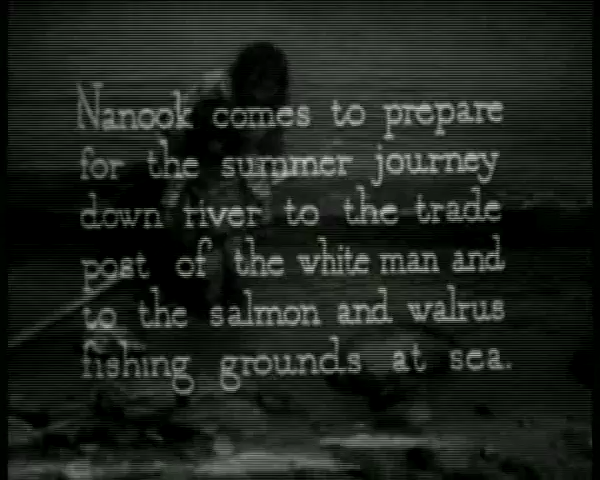 Nanook comes to prepare
for the summer journey
down river to the trade
post of the white man and
to the salmon and walrus
fishing grounds at sea.